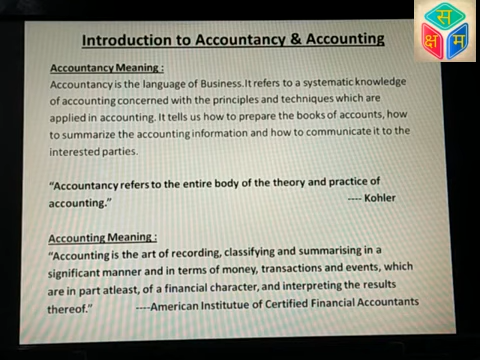 स
क्ष
म
Introduction to Accountancy & Accounting
Accountancy Meaning :
Accountancy is the language of Business.It refers to a systematic knowledge
of accounting concerned with the principles and techniques which are
applied in accounting. It tells us how to prepare the books of accounts, how
to summarize the accounting information and how to communicate it to the
interested parties.
“Accountancy refers to the entire body of the theory and practice of
accounting.” ---- Kohler
Accounting Meaning :
“Accounting is the art of recording, classifying and summarising in a
significant manner and in terms of money, transactions and events, which
are in part atleast, of a financial character, and interpreting the results
thereof.” ----American Institutue of Certified Financial Accountants